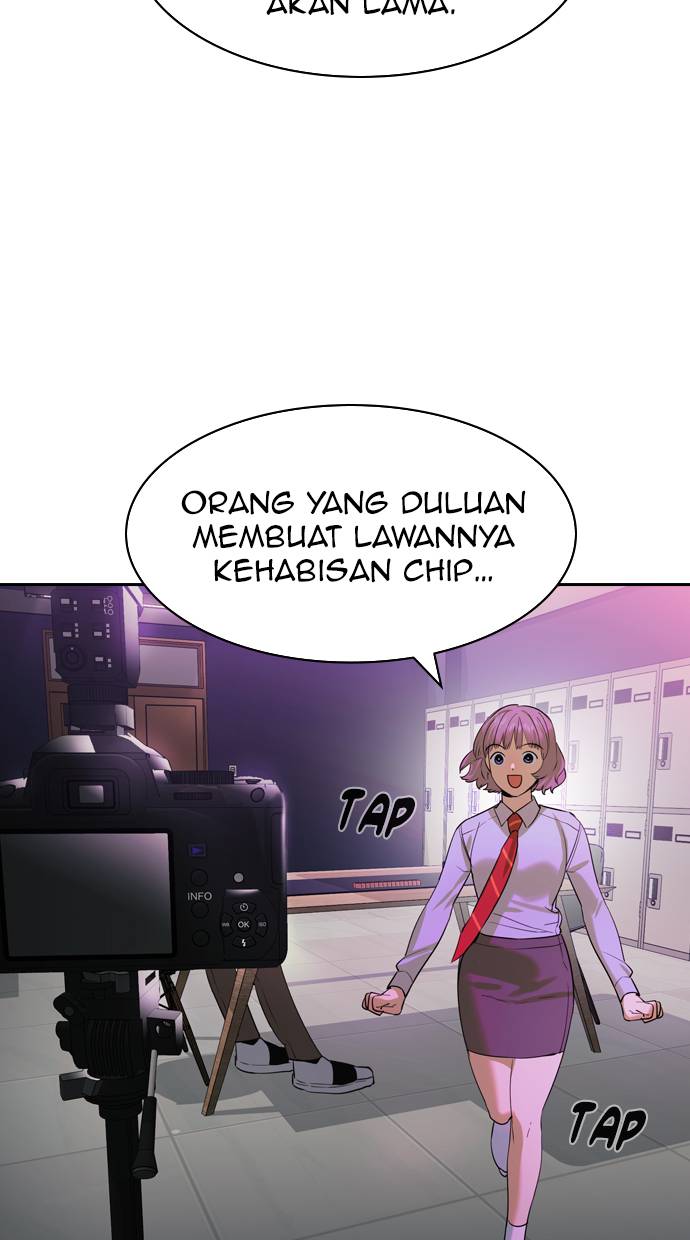 AKAN LAMA.
ORANG YANG DULUAN
MEMBUAT LAWANNYA
KEHABISAN CHIP...
TAP
INFO
OK
TAP